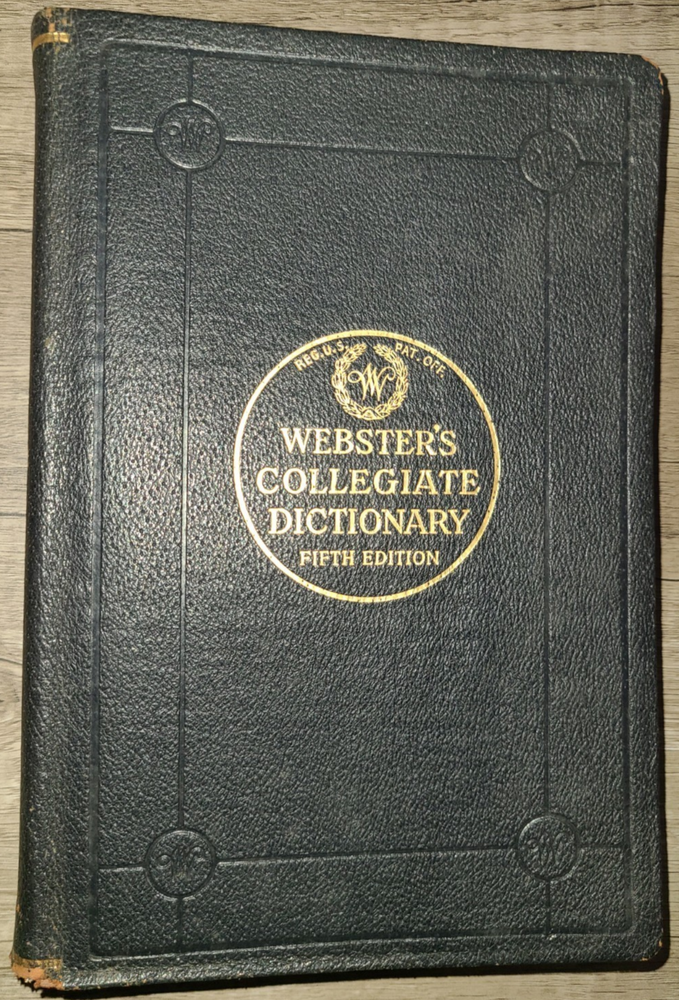 REG. U.S. PAT. OFF.
W
WEBSTER'S
COLLEGIATE
DICTIONARY
FIFTH EDITION
W
W
W
W